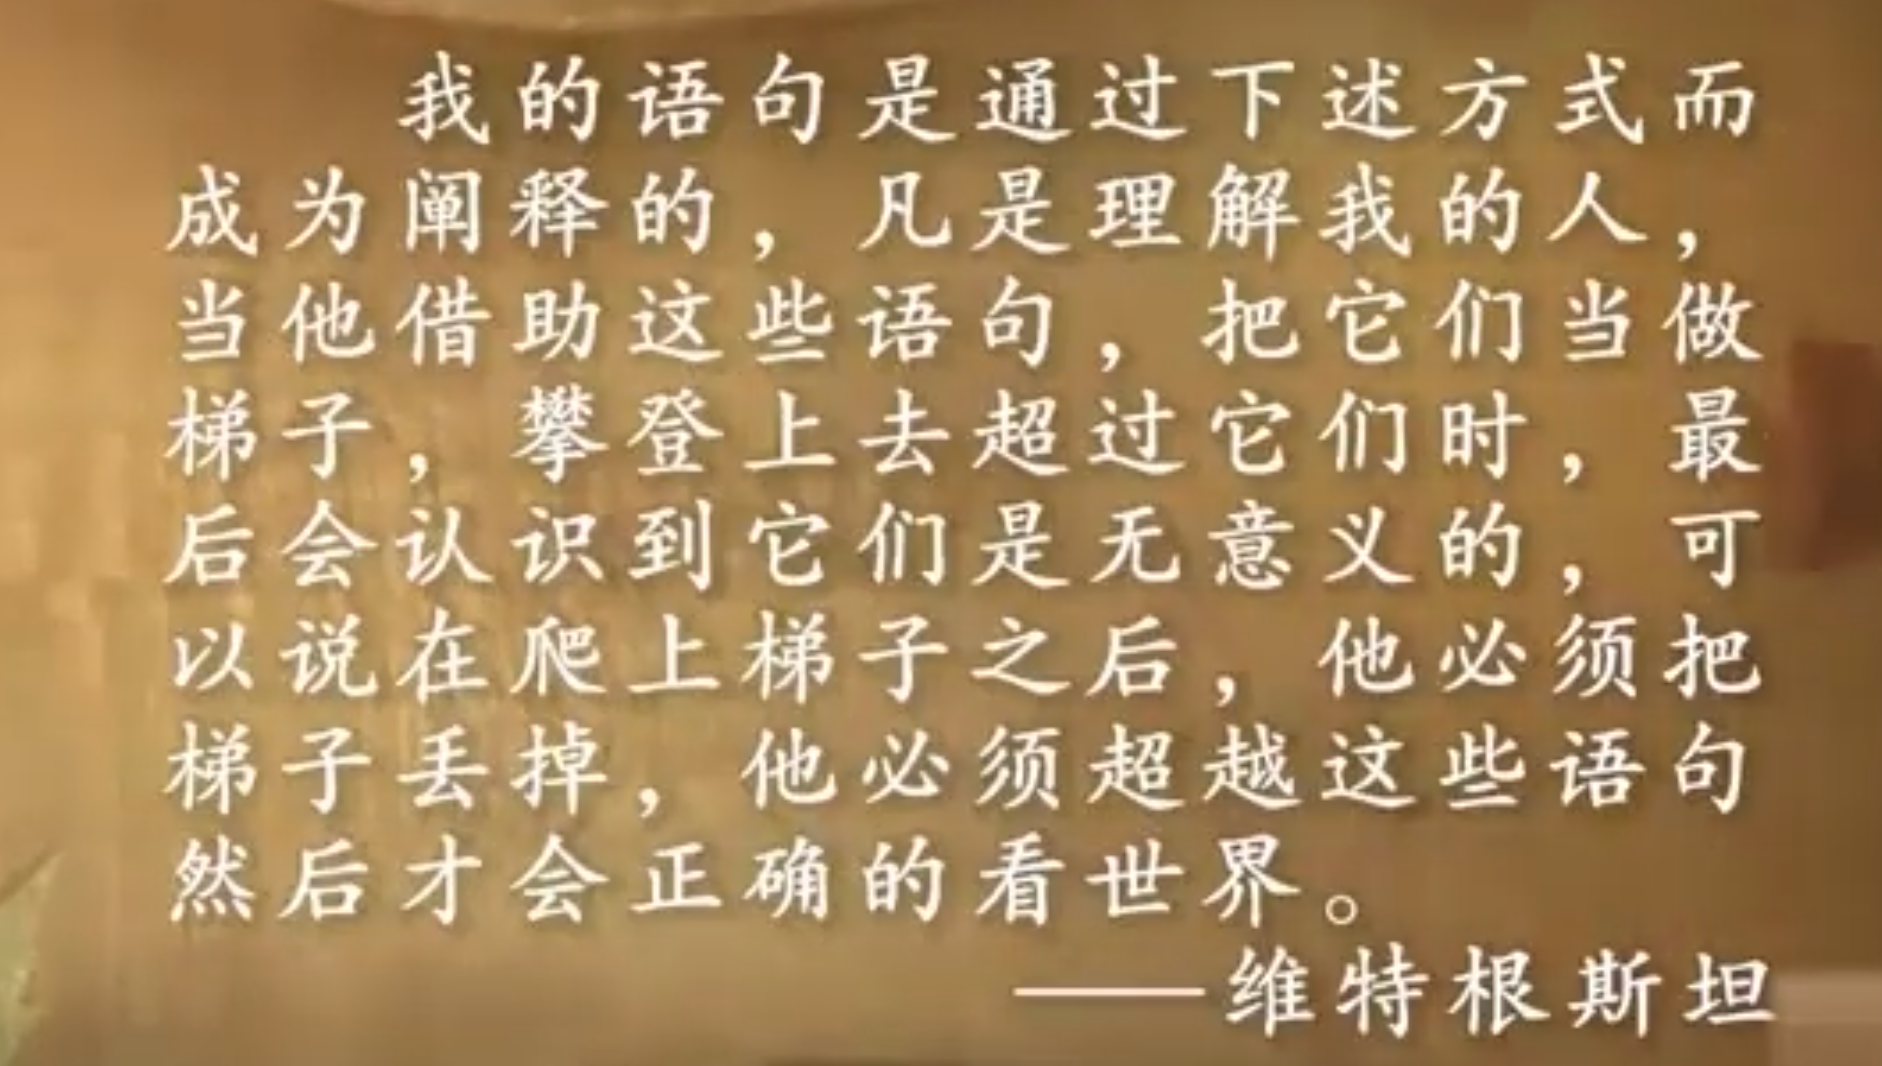 我的语句是通过下述方式而
成为阐释的，凡是理解我的人，
当他借助这些语句，把它们当做
梯子，攀登上去超过它们时，最
后会认识到它们是无意义的，可
以说在爬上梯子之后，他必须把
梯子丢掉，他必须超越这些语句
然后才会正确的看世界。
——维特根斯坦